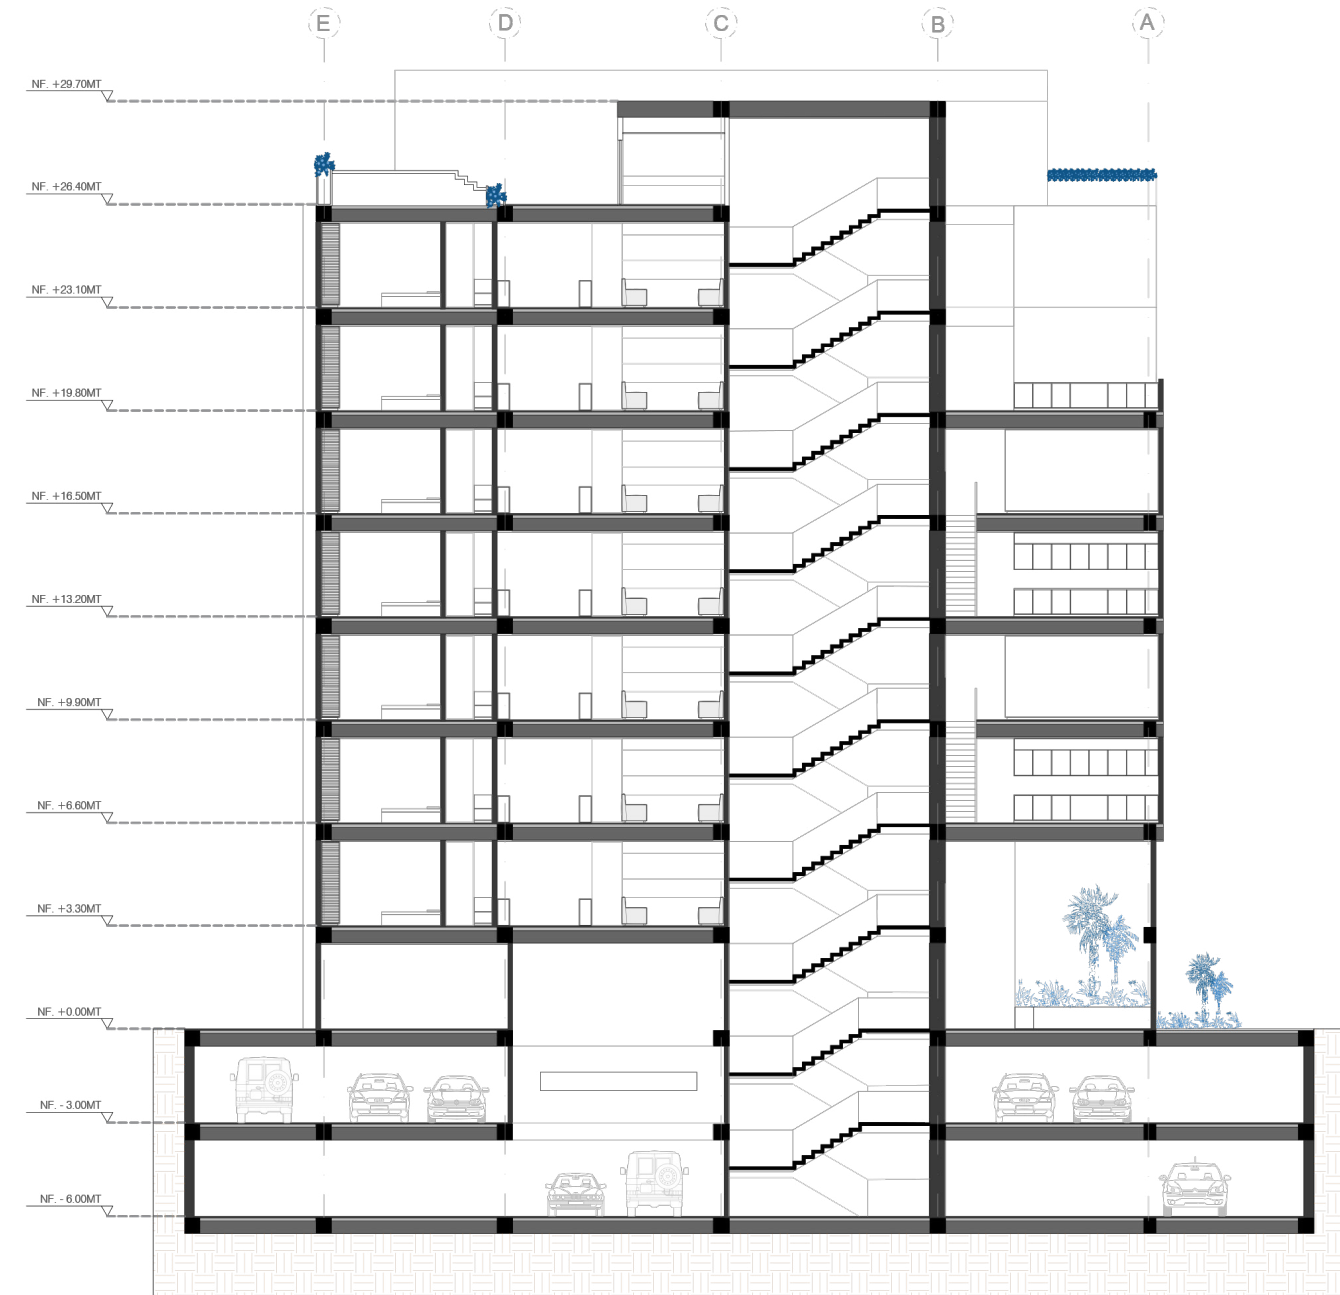 E D C B A
NF. +29.70MT
NF. +26.40MT
NF. +23.10MT
NF. +19.80MT
NF. +16.50MT
NF. +13.20MT
NF. +9.90MT
NF. +6.60MT
NF. +3.30MT
NF. +0.00MT
NF. - 3.00MT
NF. - 6.00MT